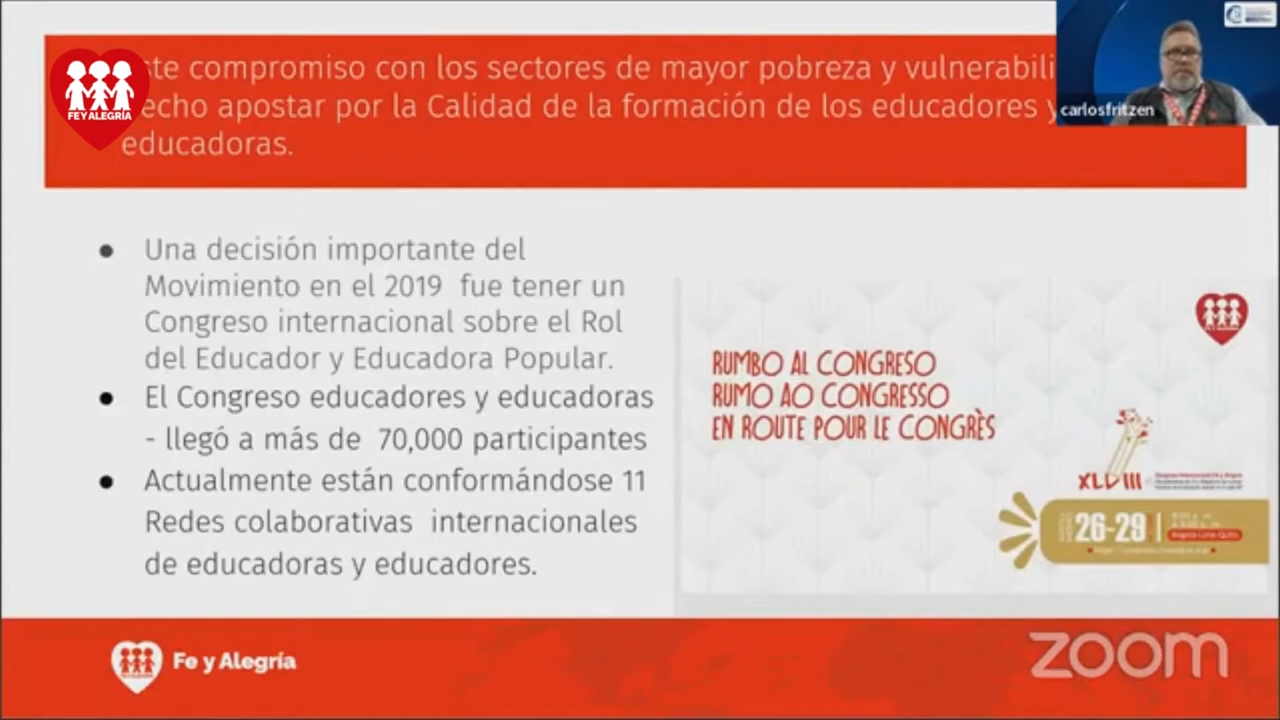 ste compromiso con los sectores de mayor pobreza y vulnerabili
echo apostar por la Calidad de la formación de los educadores y
educadoras.
FE Y ALEGRÍA
carlosfritzen
● Una decisión importante del
Movimiento en el 2019 fue tener un
Congreso internacional sobre el Rol
del Educador y Educadora Popular.
● El Congreso educadores y educadoras
- llegó a más de 70,000 participantes
● Actualmente están conformándose 11
Redes colaborativas internacionales
de educadoras y educadores.
RUMBO AL CONGRESO
RUMO AO CONGRESSO
EN ROUTE POUR LE CONGRÈS
XLVIII
26-29
Bogotá-Lima-Quito
Fe y Alegría
zoom